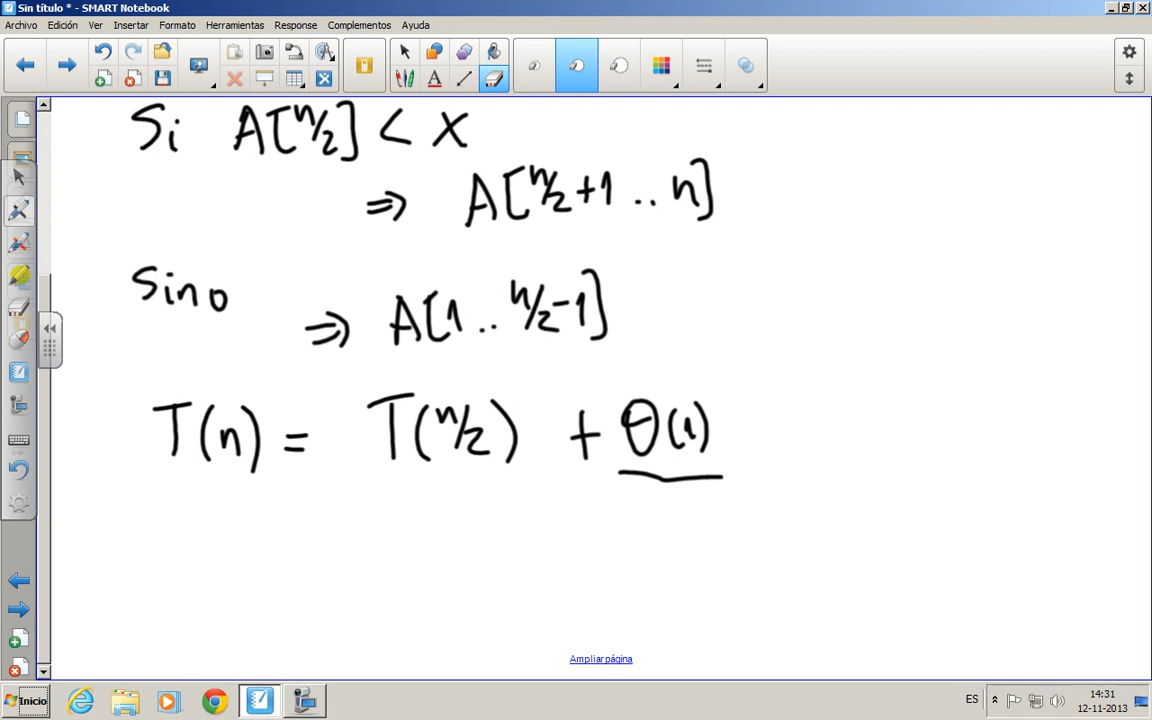 Sin título * - SMART Notebook
Archivo Edición Ver Insertar Formato Herramientas Response Complementos Ayuda
Si A[n/2] < X
⇒ A[n/2+1 .. n]
Sino
⇒ A[1 .. n/2-1]
T(n) = T(n/2) + Θ(1)
Ampliar página
Inicio
ES
14:31
12-11-2013